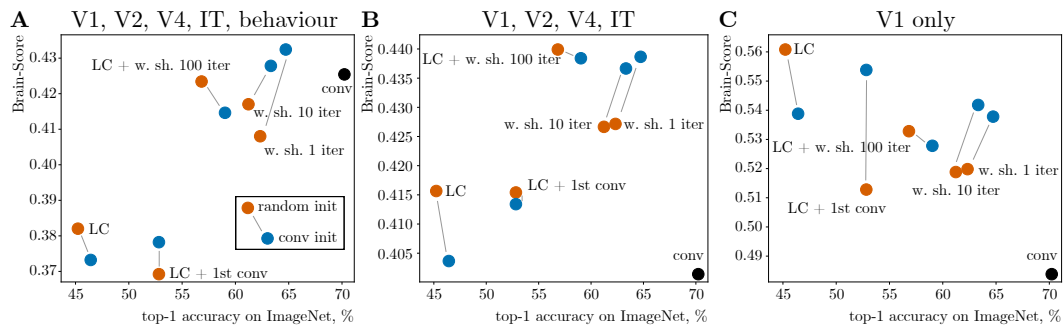 A V1, V2, V4, IT, behaviour
Brain-Score
0.43
0.42
0.41
0.40
0.39
0.38
0.37
LC + w. sh. 100 iter
conv
w. sh. 10 iter
w. sh. 1 iter
LC
random init
conv init
LC + 1st conv
45 50 55 60 65 70
top-1 accuracy on ImageNet, %
B V1, V2, V4, IT
Brain-Score
0.440
0.435
0.430
0.425
0.420
0.415
0.410
0.405
LC + w. sh. 100 iter
w. sh. 10 iter
w. sh. 1 iter
LC
LC + 1st conv
conv
45 50 55 60 65 70
top-1 accuracy on ImageNet, %
C V1 only
Brain-Score
0.56
0.55
0.54
0.53
0.52
0.51
0.50
0.49
LC
LC + w. sh. 100 iter
w. sh. 1 iter
w. sh. 10 iter
LC + 1st conv
conv
45 50 55 60 65 70
top-1 accuracy on ImageNet, %